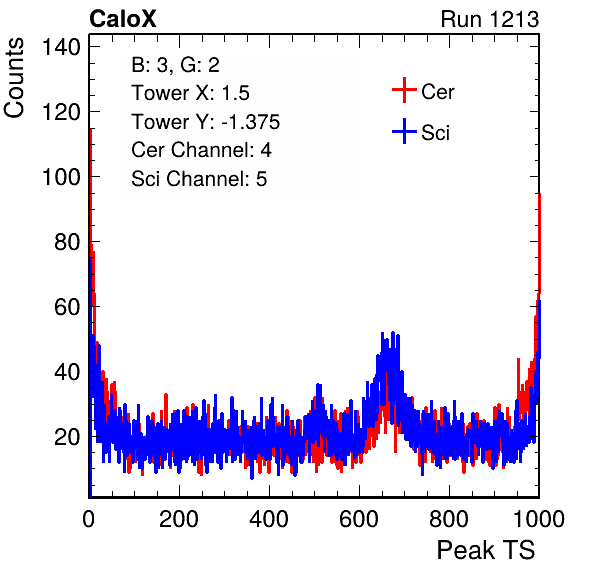 CaloX Run 1213
Counts
140
120
100
80
60
40
20
B: 3, G: 2
Tower X: 1.5
Tower Y: -1.375
Cer Channel: 4
Sci Channel: 5
Cer
Sci
0 200 400 600 800 1000
Peak TS